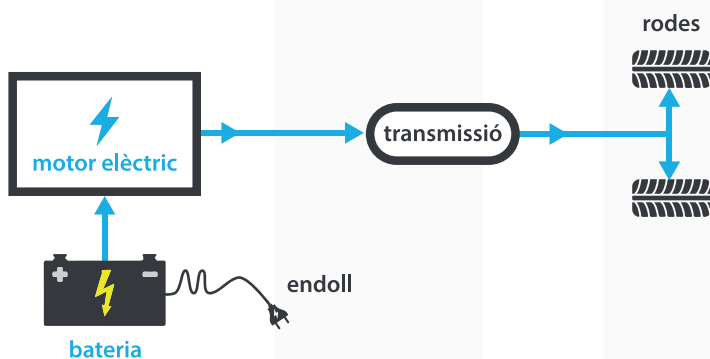 rodes
motor elèctric
transmissió
endoll
bateria